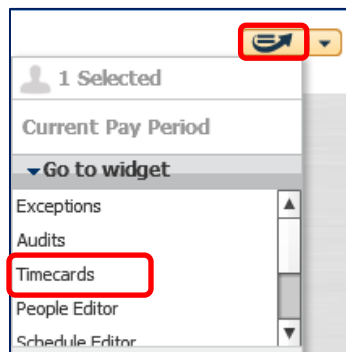 1 Selected
Current Pay Period
Go to widget
Exceptions
Audits
Timecards
People Editor
Schedule Editor